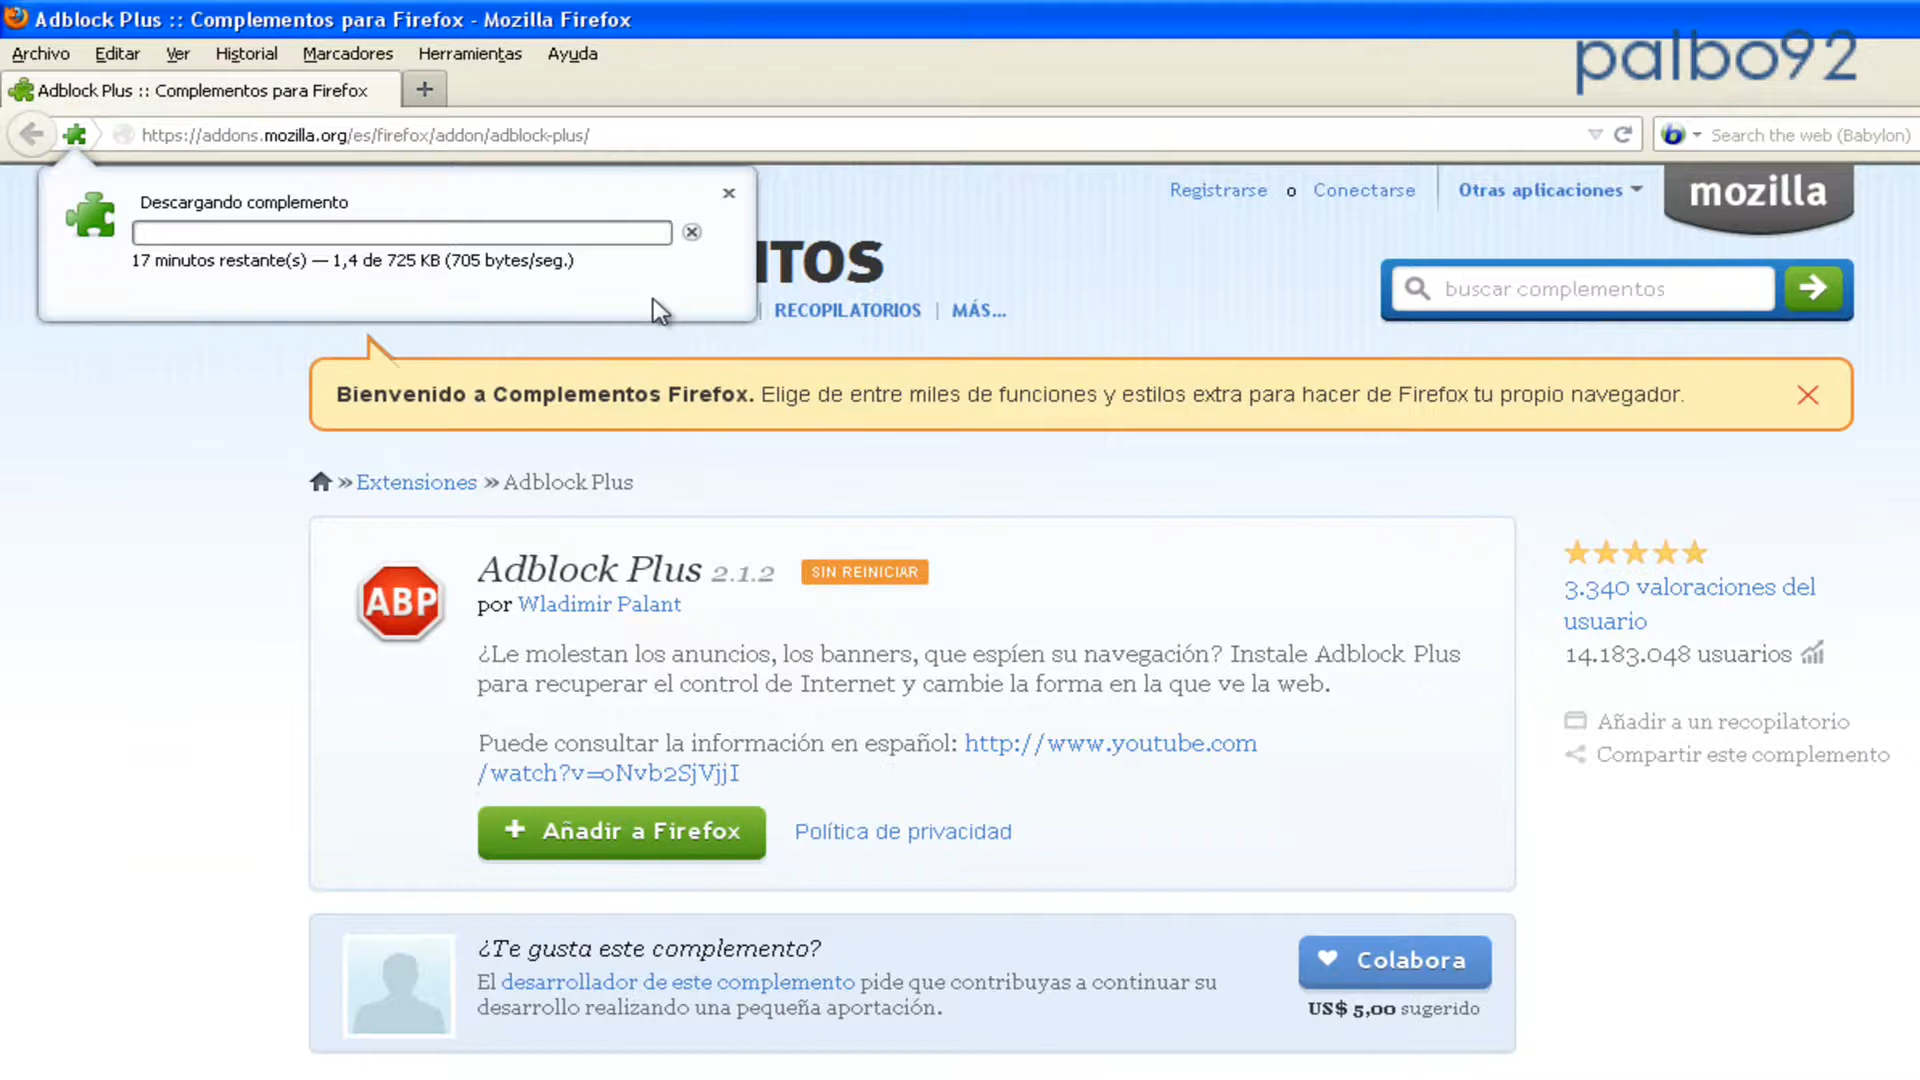 Adblock Plus :: Complementos para Firefox - Mozilla Firefox
Archivo Editar Ver Historial Marcadores Herramientas Ayuda
palbo92
Adblock Plus :: Complementos para Firefox
+
https://addons.mozilla.org/es/firefox/addon/adblock-plus/
Search the web (Babylon)
Descargando complemento
17 minutos restante(s) — 1,4 de 725 KB (705 bytes/seg.)
Registrarse o Conectarse
Otras aplicaciones
mozilla
ITOS
RECOPILATORIOS | MÁS...
buscar complementos
Bienvenido a Complementos Firefox. Elige de entre miles de funciones y estilos extra para hacer de Firefox tu propio navegador.
» Extensiones » Adblock Plus
ABP
Adblock Plus 2.1.2 SIN REINICIAR
por Wladimir Palant
¿Le molestan los anuncios, los banners, que espíen su navegación? Instale Adblock Plus
para recuperar el control de Internet y cambie la forma en la que ve la web.
Puede consultar la información en español: http://www.youtube.com
/watch?v=oNvb2SjVjjI
+ Añadir a Firefox
Política de privacidad
3.340 valoraciones del
usuario
14.183.048 usuarios
Añadir a un recopilatorio
Compartir este complemento
¿Te gusta este complemento?
El desarrollador de este complemento pide que contribuyas a continuar su
desarrollo realizando una pequeña aportación.
Colabora
US$ 5,00 sugerido